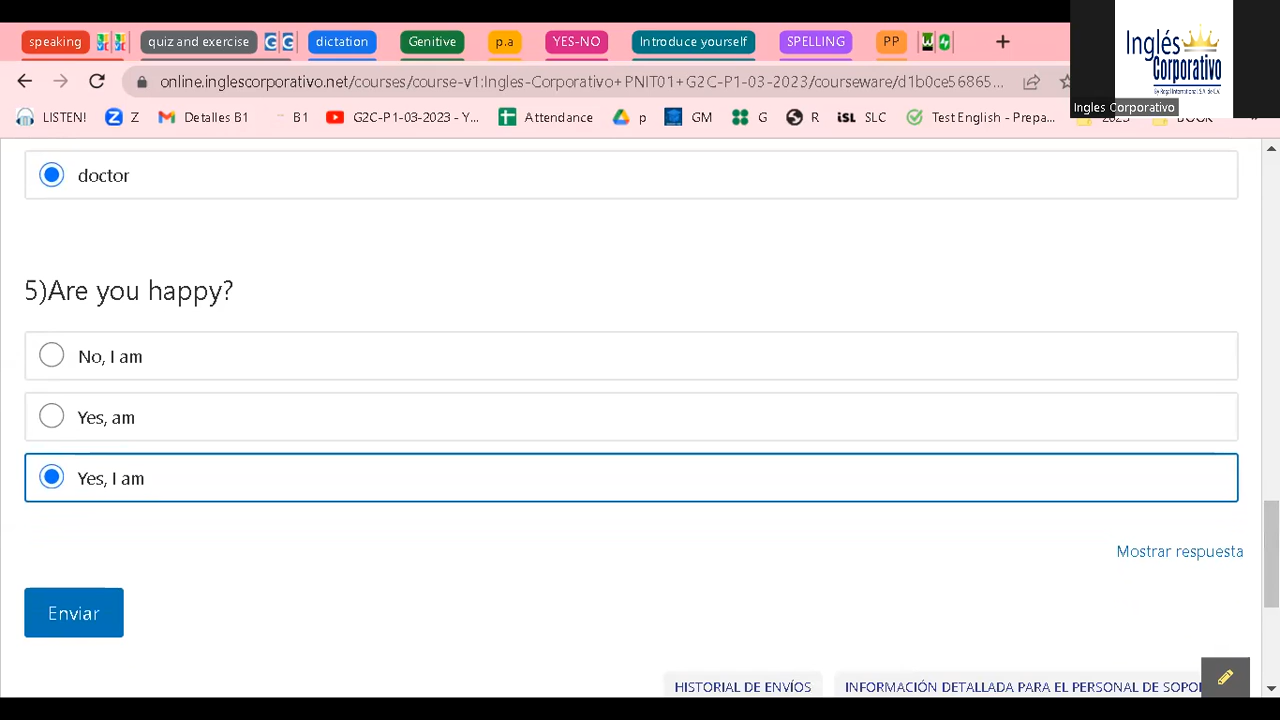 speaking quiz and exercise dictation Genitive p.a YES-NO Introduce yourself SPELLING PP
online.inglescorporativo.net/courses/course-v1:Ingles-Corporativo+PNIT01+G2C-P1-03-2023/courseware/d1b0ce56865...
Inglés
Corporativo
Ingles Corporativo
LISTEN! Z Detalles B1 B1 G2C-P1-03-2023 - Y... Attendance p GM G R iSL SLC Test English - Prepa... 2023 BOOK
doctor
5)Are you happy?
No, I am
Yes, am
Yes, I am
Mostrar respuesta
Enviar
HISTORIAL DE ENVÍOS INFORMACIÓN DETALLADA PARA EL PERSONAL DE SOPO